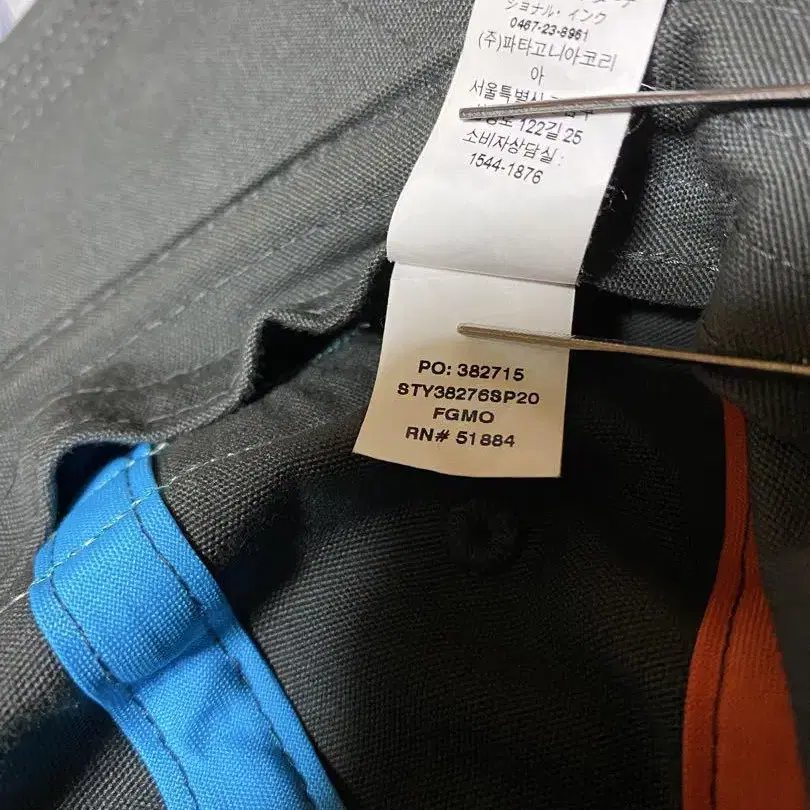 ショナル・インク
0467-23-8961
(주)파타고니아코리
아
서울특별시
122길 25
소비자상담실 :
1544-1876
PO: 382715
STY38276SP20
FGMO
RN# 51884